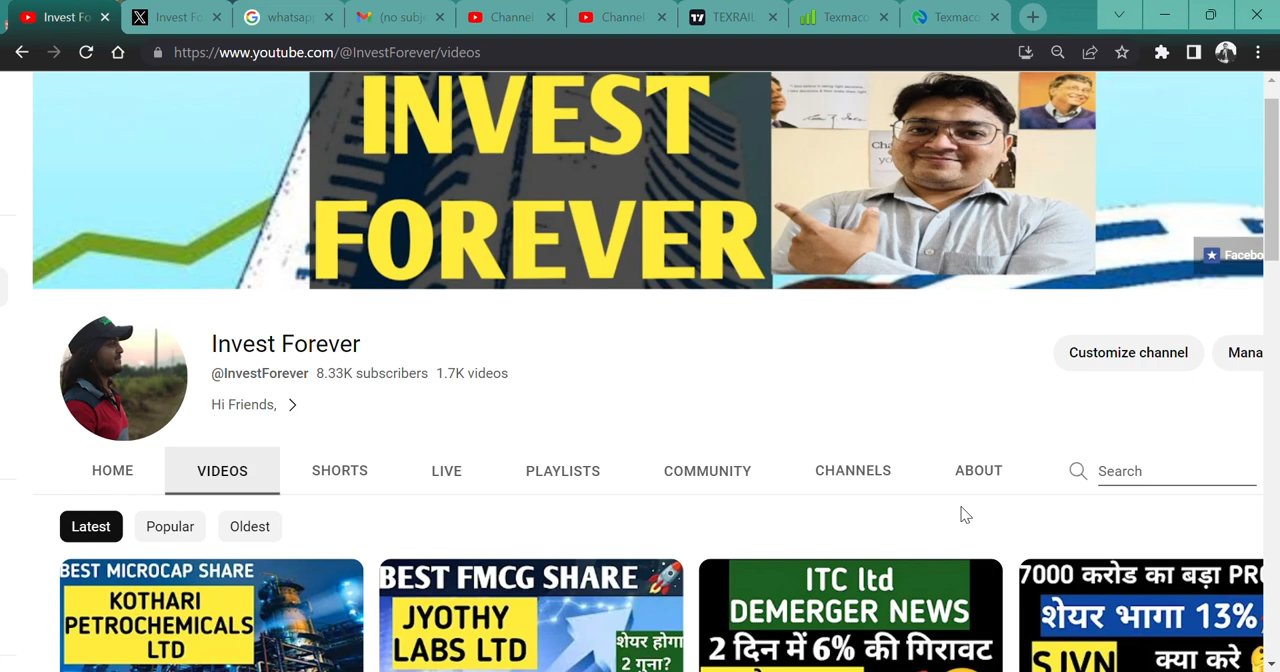 Invest Fo
Invest Fo
whatsap
(no subj
Channel
Channel
TEXRAIL
Texmaco
Texmaco
https://www.youtube.com/@InvestForever/videos
INVEST
FOREVER
Facebo
Invest Forever
@InvestForever 8.33K subscribers 1.7K videos
Hi Friends,
Customize channel
Mana
HOME
VIDEOS
SHORTS
LIVE
PLAYLISTS
COMMUNITY
CHANNELS
ABOUT
Search
Latest
Popular
Oldest
BEST MICROCAP SHARE
KOTHARI
PETROCHEMICALS
LTD
BEST FMCG SHARE
JYOTHY
LABS LTD
शेयर होगा
2 गुना?
ITC ltd
DEMERGER NEWS
2 दिन में 6% की गिरावट
7000 करोड का बड़ा PR
शेयर भागा 13%
SJVN
क्या करे